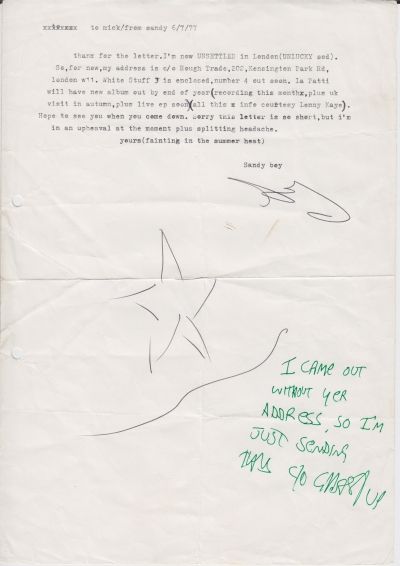 xxxxxxxx to mick/from sandy 6/7/77
thanx for the letter.I'm now UNSETTLED in London(UNLUCKY sod).
So,for now,my address is c/o Rough Trade,202,Kensington Park Rd,
london w11. White Stuff 3 is enclosed,number 4 out soon. la Patti
will have new album out by end of year(recording this monthx,plus uk
visit in autumn,plus live ep soon)(all this x info courtesy Lenny Kaye).
Hope to see you when you come down. Sorry this letter is so short,but i'm
in an upheaval at the moment plus splitting headache.
yours(fainting in the summer heat)
Sandy boy
I CAME OUT
WITHOUT YER
ADDRESS, SO I'M
JUST SENDING
THIS C/O
UP